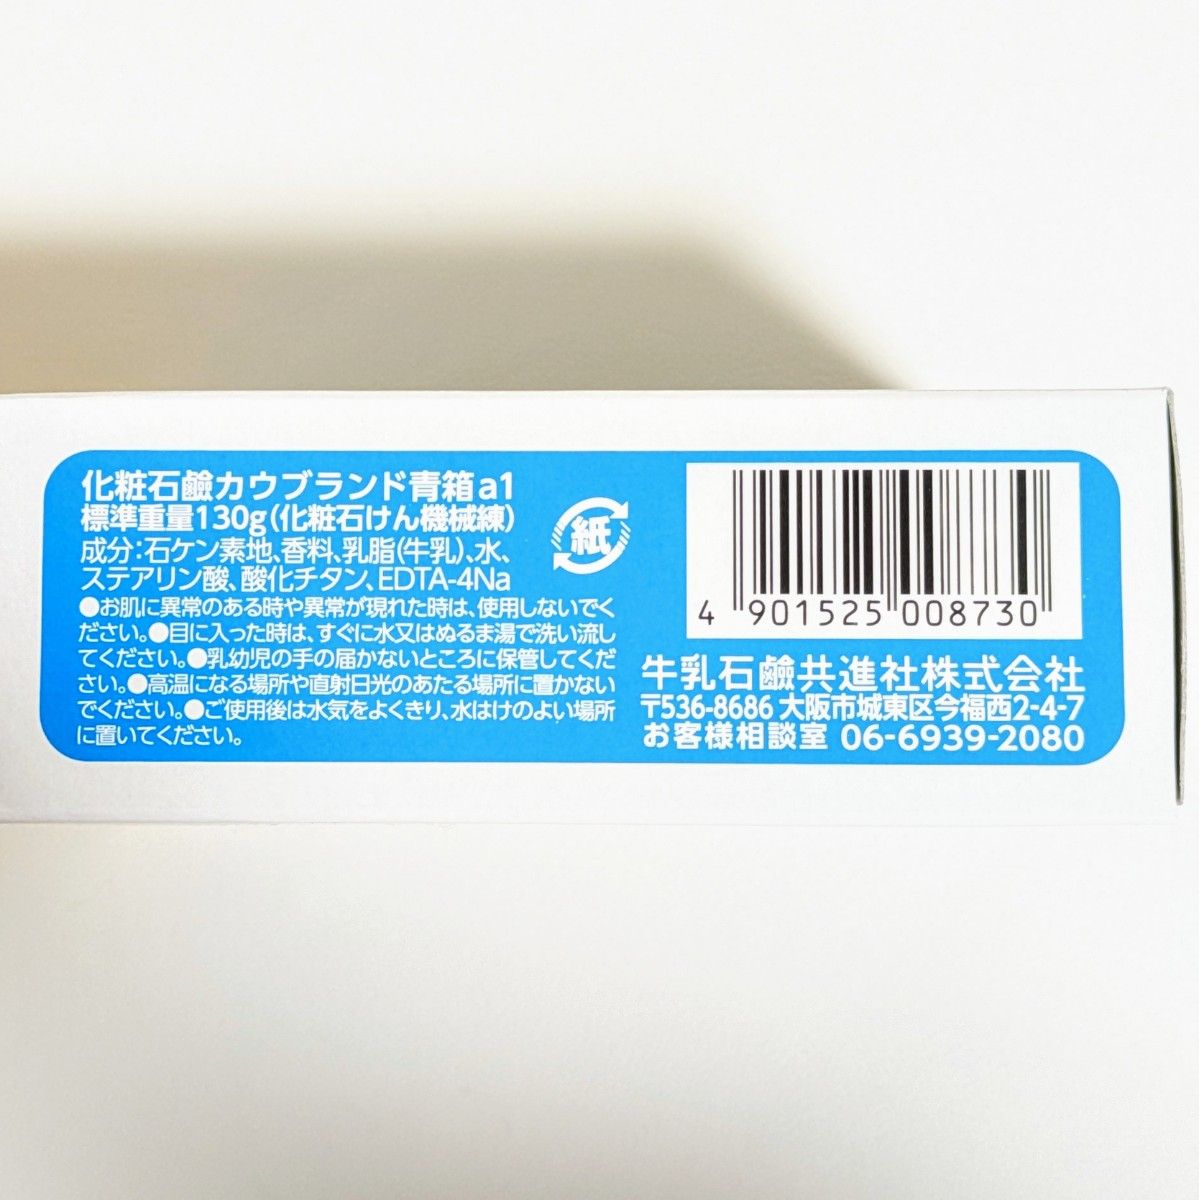 化粧石鹼カウブランド青箱a1
標準重量130g(化粧石けん機械練)
成分:石ケン素地、香料、乳脂(牛乳)、水、
ステアリン酸、酸化チタン、EDTA-4Na
●お肌に異常のある時や異常が現れた時は、使用しないでく
ださい。●目に入った時は、すぐに水又はぬるま湯で洗い流し
てください。●乳幼児の手の届かないところに保管してくだ
さい。●高温になる場所や直射日光のあたる場所に置かない
でください。●ご使用後は水気をよくきり、水はけのよい場所
に置いてください。
紙
4 901525 008730
牛乳石鹼共進社株式会社
〒536-8686 大阪市城東区今福西2-4-7
お客様相談室 06-6939-2080